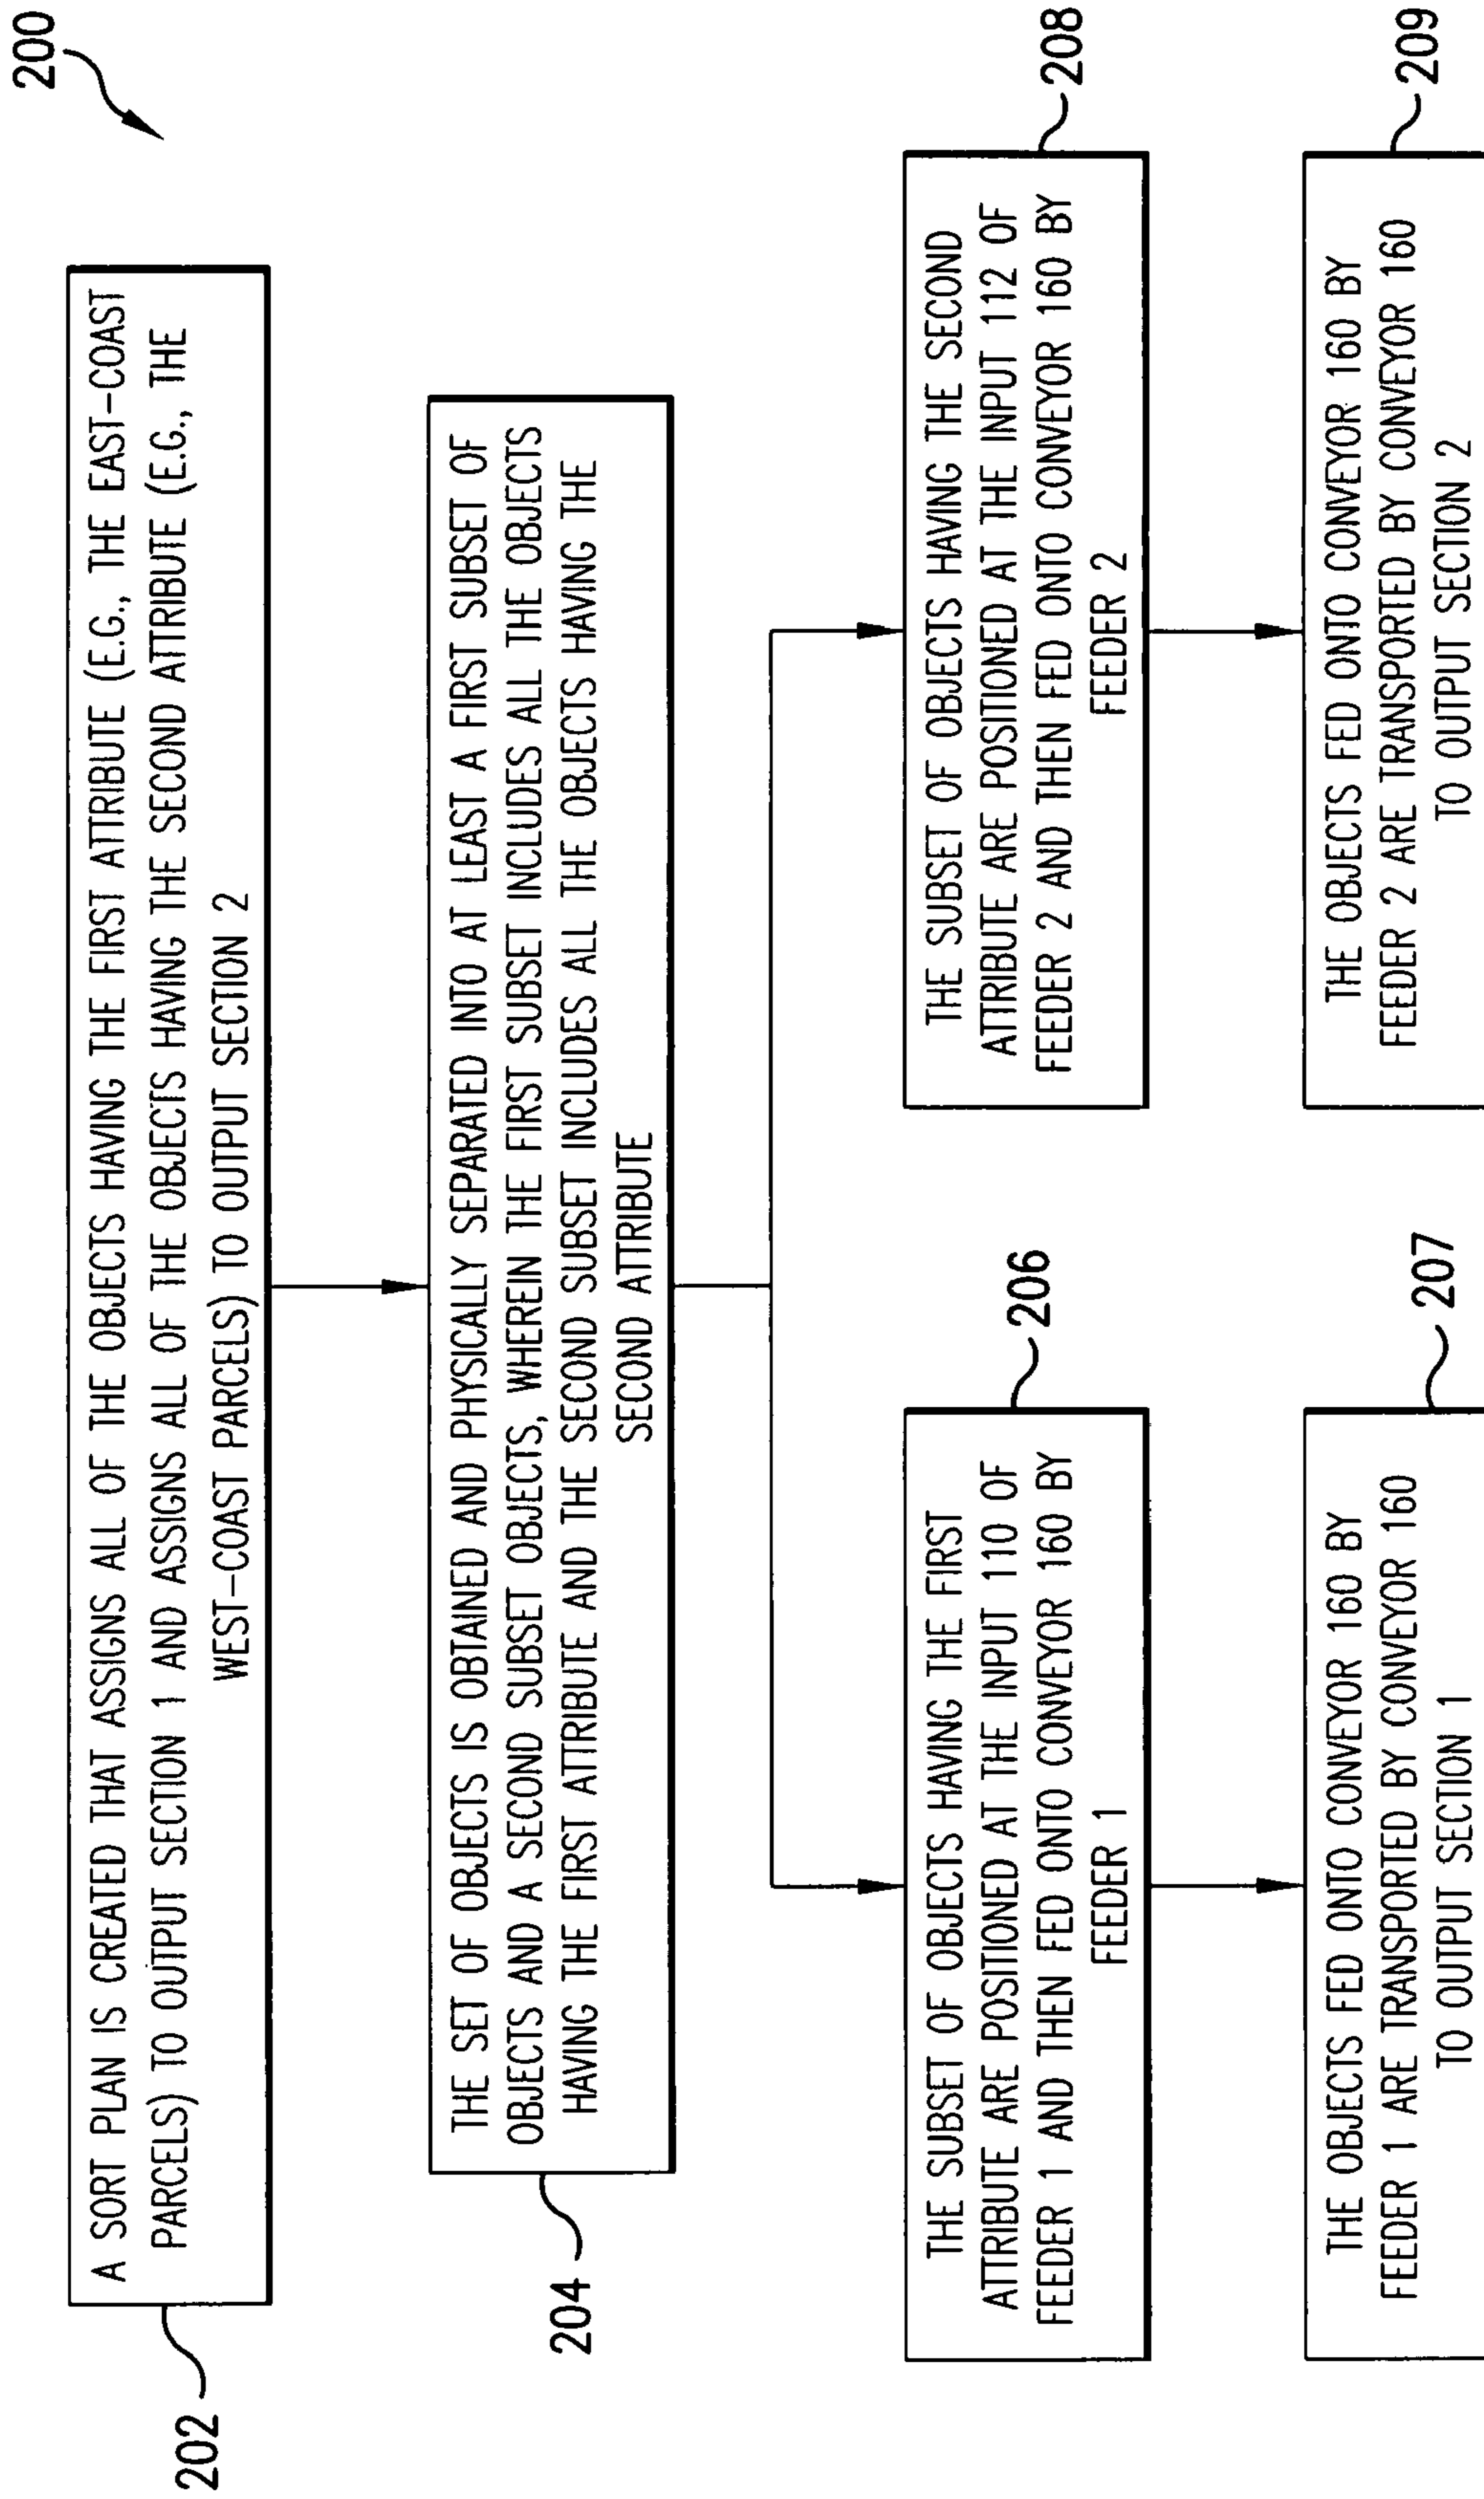 200
202
A SORT PLAN IS CREATED THAT ASSIGNS ALL OF THE OBJECTS HAVING THE FIRST ATTRIBUTE (E.G., THE EAST-COAST
PARCELS) TO OUTPUT SECTION 1 AND ASSIGNS ALL OF THE OBJECTS HAVING THE SECOND ATTRIBUTE (E.G., THE
WEST-COAST PARCELS) TO OUTPUT SECTION 2
204
THE SET OF OBJECTS IS OBTAINED AND PHYSICALLY SEPARATED INTO AT LEAST A FIRST SUBSET OF
OBJECTS AND A SECOND SUBSET OBJECTS, WHEREIN THE FIRST SUBSET INCLUDES ALL THE OBJECTS
HAVING THE FIRST ATTRIBUTE AND THE SECOND SUBSET INCLUDES ALL THE OBJECTS HAVING THE
SECOND ATTRIBUTE
206
THE SUBSET OF OBJECTS HAVING THE FIRST
ATTRIBUTE ARE POSITIONED AT THE INPUT 110 OF
FEEDER 1 AND THEN FED ONTO CONVEYOR 160 BY
FEEDER 1
208
THE SUBSET OF OBJECTS HAVING THE SECOND
ATTRIBUTE ARE POSITIONED AT THE INPUT 112 OF
FEEDER 2 AND THEN FED ONTO CONVEYOR 160 BY
FEEDER 2
207
THE OBJECTS FED ONTO CONVEYOR 160 BY
FEEDER 1 ARE TRANSPORTED BY CONVEYOR 160
TO OUTPUT SECTION 1
209
THE OBJECTS FED ONTO CONVEYOR 160 BY
FEEDER 2 ARE TRANSPORTED BY CONVEYOR 160
TO OUTPUT SECTION 2